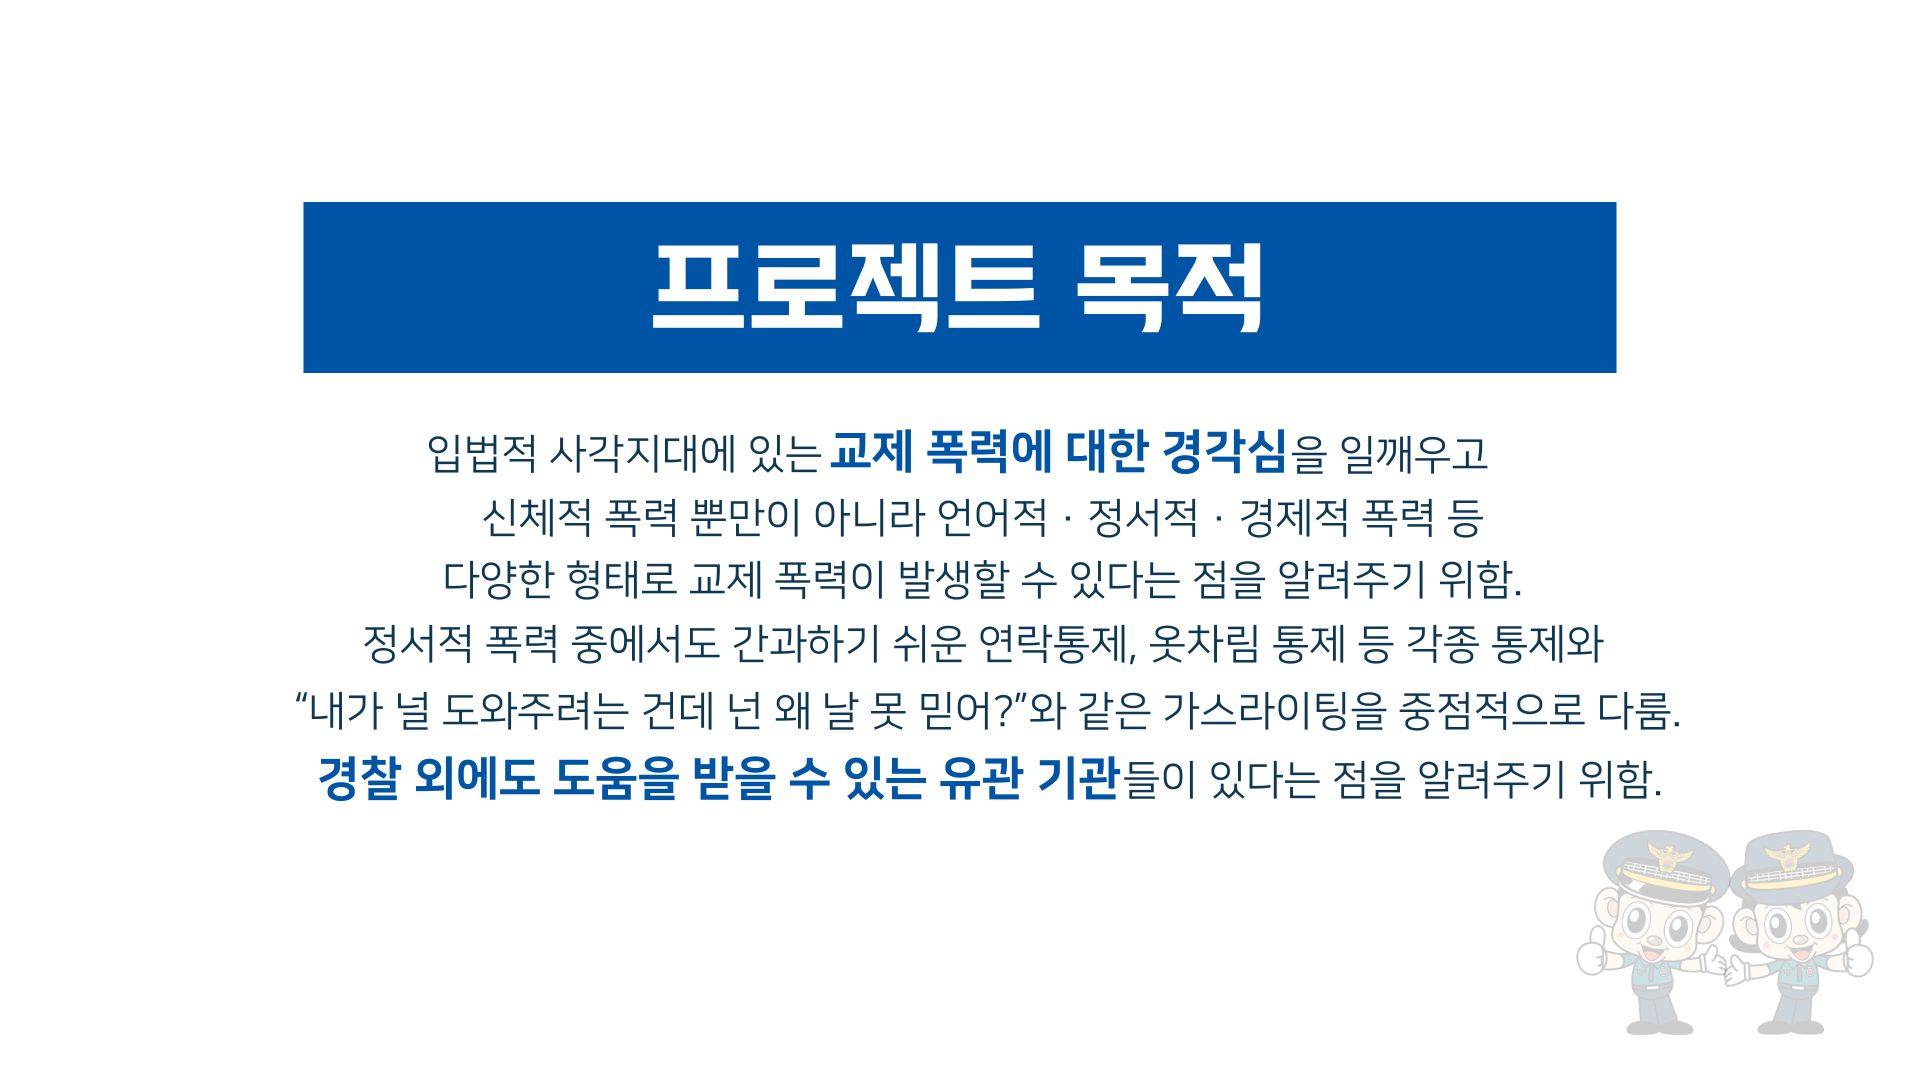 프로젝트 목적
입법적 사각지대에 있는 교제 폭력에 대한 경각심을 일깨우고
신체적 폭력 뿐만이 아니라 언어적 · 정서적 · 경제적 폭력 등
다양한 형태로 교제 폭력이 발생할 수 있다는 점을 알려주기 위함.
정서적 폭력 중에서도 간과하기 쉬운 연락통제, 옷차림 통제 등 각종 통제와
“내가 널 도와주려는 건데 넌 왜 날 못 믿어?”와 같은 가스라이팅을 중점적으로 다룸.
경찰 외에도 도움을 받을 수 있는 유관 기관들이 있다는 점을 알려주기 위함.